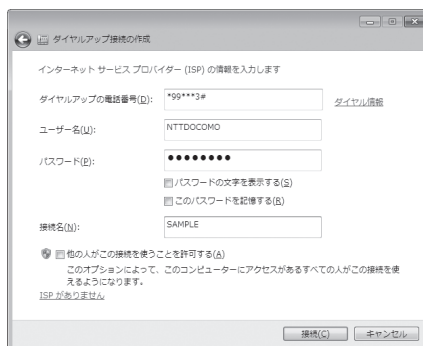 ダイヤルアップ接続の作成
インターネット サービス プロバイダー (ISP) の情報を入力します
ダイヤルアップの電話番号(D): *99***3# ダイヤル情報
ユーザー名(U): NTTDOCOMO
パスワード(P): ●●●●●●●●
パスワードの文字を表示する(S)
このパスワードを記憶する(R)
接続名(N): SAMPLE
他の人がこの接続を使うことを許可する(A)
このオプションによって、このコンピューターにアクセスがあるすべての人がこの接続を使
えるようになります。
ISP がありません
接続(C) キャンセル